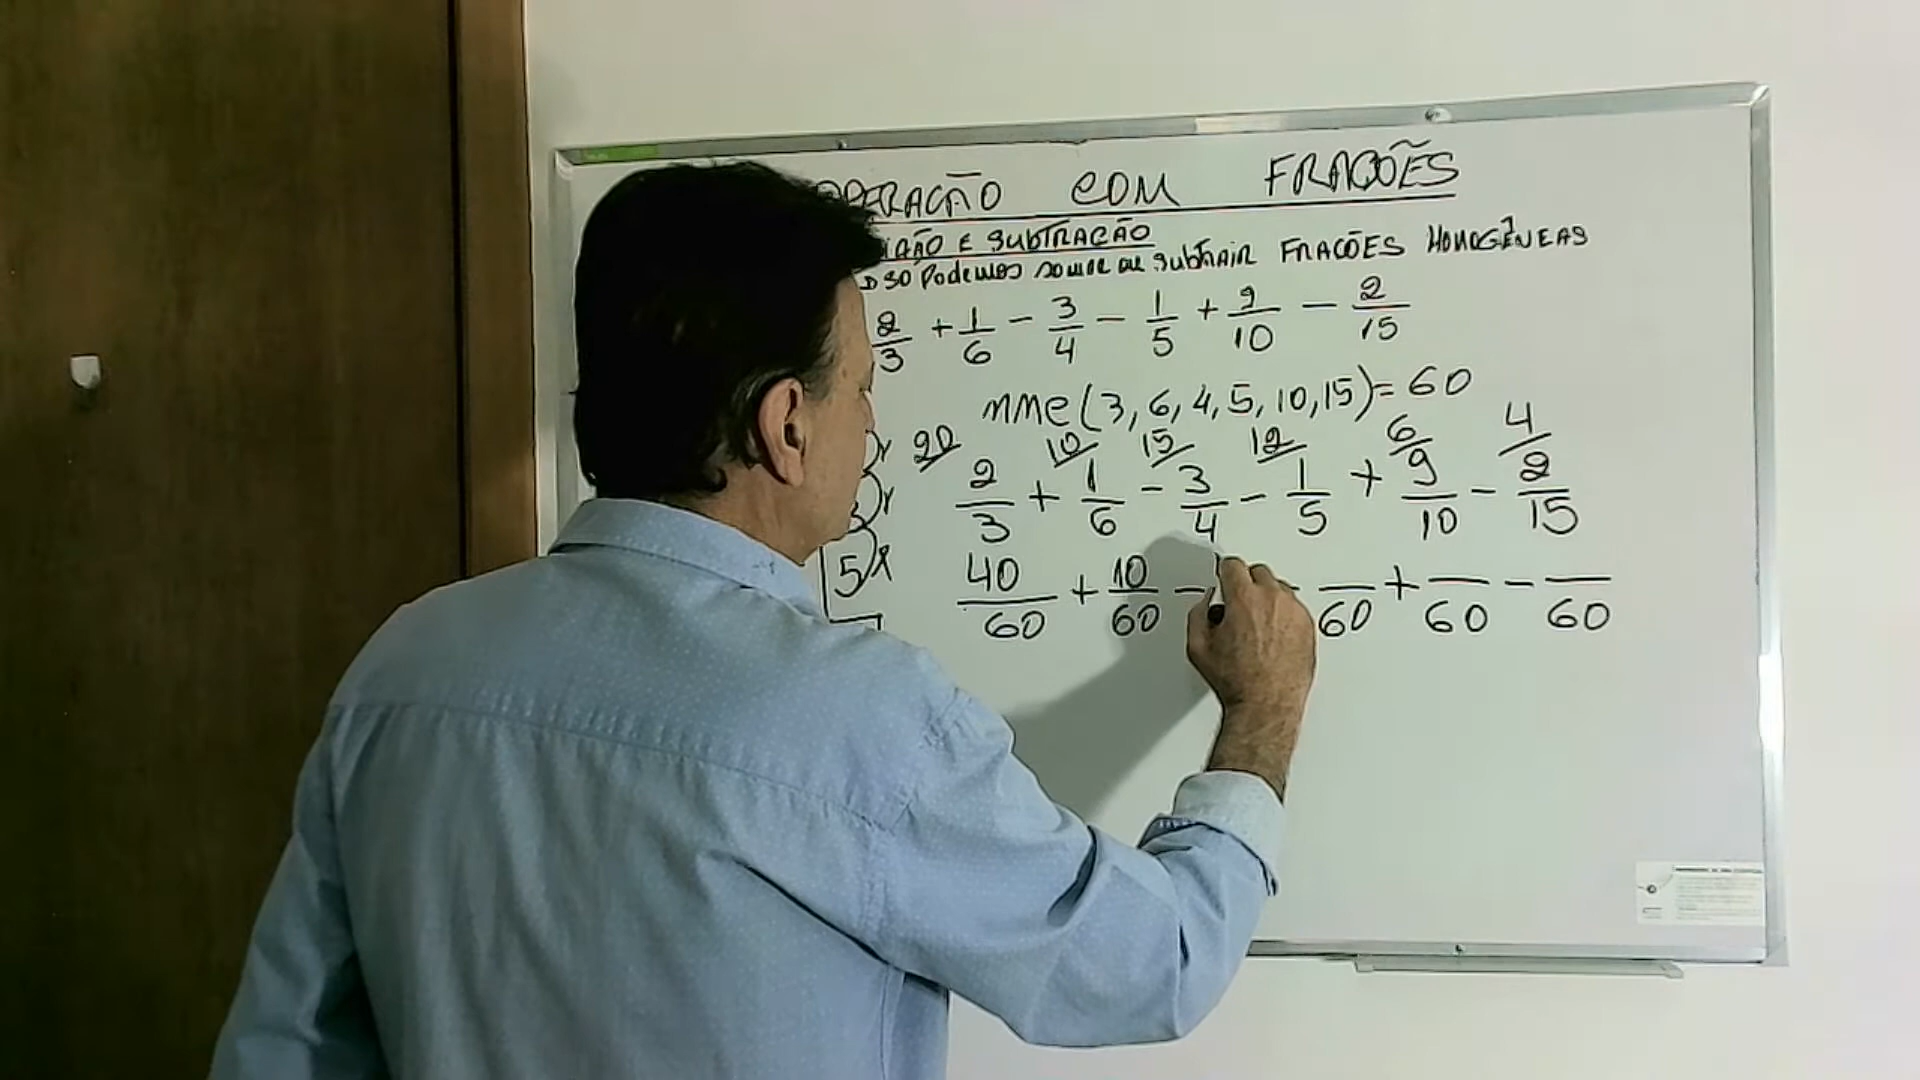 OPERAÇÃO COM FRAÇÕES
IÇÃO E SUBTRAÇÃO
SO Podemos somar ou subtrair FRAÇÕES HOMOGÊNEAS
2/3 + 1/6 - 3/4 - 1/5 + 9/10 - 2/15
MMC (3, 6, 4, 5, 10, 15) = 60
20 10 15 12 6 4
2/3 + 1/6 - 3/4 - 1/5 + 9/10 - 2/15
5
40/60 + 10/60 - - /60 + /60 - /60